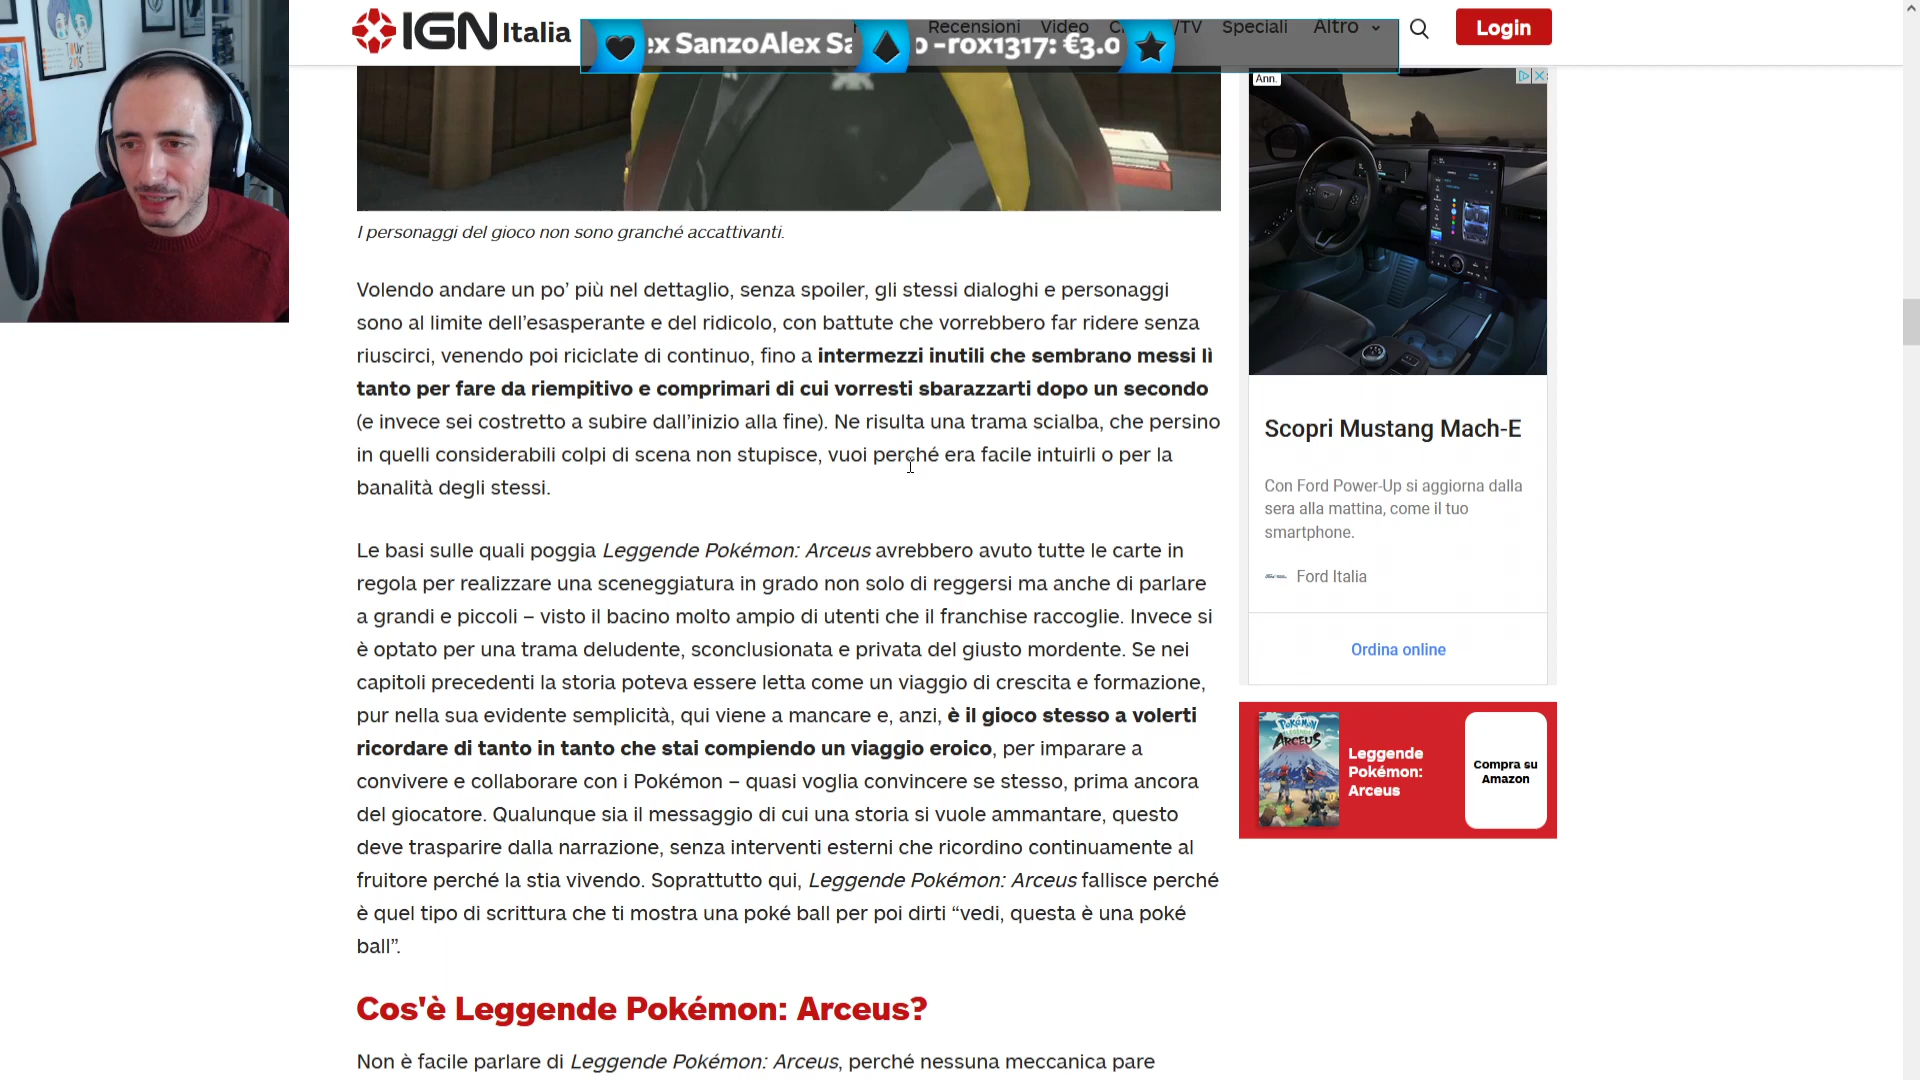 IGN Italia
Recensioni Video /TV Speciali Altro
Login
ex SanzoAlex Sa
o -rox1317: €3.0
TOUR
2015
Ann.
I personaggi del gioco non sono granché accattivanti.
Volendo andare un po’ più nel dettaglio, senza spoiler, gli stessi dialoghi e personaggi
sono al limite dell’esasperante e del ridicolo, con battute che vorrebbero far ridere senza
riuscirci, venendo poi riciclate di continuo, fino a intermezzi inutili che sembrano messi lì
tanto per fare da riempitivo e comprimari di cui vorresti sbarazzarti dopo un secondo
(e invece sei costretto a subire dall’inizio alla fine). Ne risulta una trama scialba, che persino
in quelli considerabili colpi di scena non stupisce, vuoi perché era facile intuirli o per la
banalità degli stessi.
Le basi sulle quali poggia Leggende Pokémon: Arceus avrebbero avuto tutte le carte in
regola per realizzare una sceneggiatura in grado non solo di reggersi ma anche di parlare
a grandi e piccoli – visto il bacino molto ampio di utenti che il franchise raccoglie. Invece si
è optato per una trama deludente, sconclusionata e privata del giusto mordente. Se nei
capitoli precedenti la storia poteva essere letta come un viaggio di crescita e formazione,
pur nella sua evidente semplicità, qui viene a mancare e, anzi, è il gioco stesso a volerti
ricordare di tanto in tanto che stai compiendo un viaggio eroico, per imparare a
convivere e collaborare con i Pokémon – quasi voglia convincere se stesso, prima ancora
del giocatore. Qualunque sia il messaggio di cui una storia si vuole ammantare, questo
deve trasparire dalla narrazione, senza interventi esterni che ricordino continuamente al
fruitore perché la stia vivendo. Soprattutto qui, Leggende Pokémon: Arceus fallisce perché
è quel tipo di scrittura che ti mostra una poké ball per poi dirti “vedi, questa è una poké
ball”.
Cos'è Leggende Pokémon: Arceus?
Non è facile parlare di Leggende Pokémon: Arceus, perché nessuna meccanica pare
Scopri Mustang Mach-E
Con Ford Power-Up si aggiorna dalla
sera alla mattina, come il tuo
smartphone.
Ford Italia
Ordina online
POKÉMON
LEGENDS
ARCEUS
Leggende
Pokémon:
Arceus
Compra su
Amazon